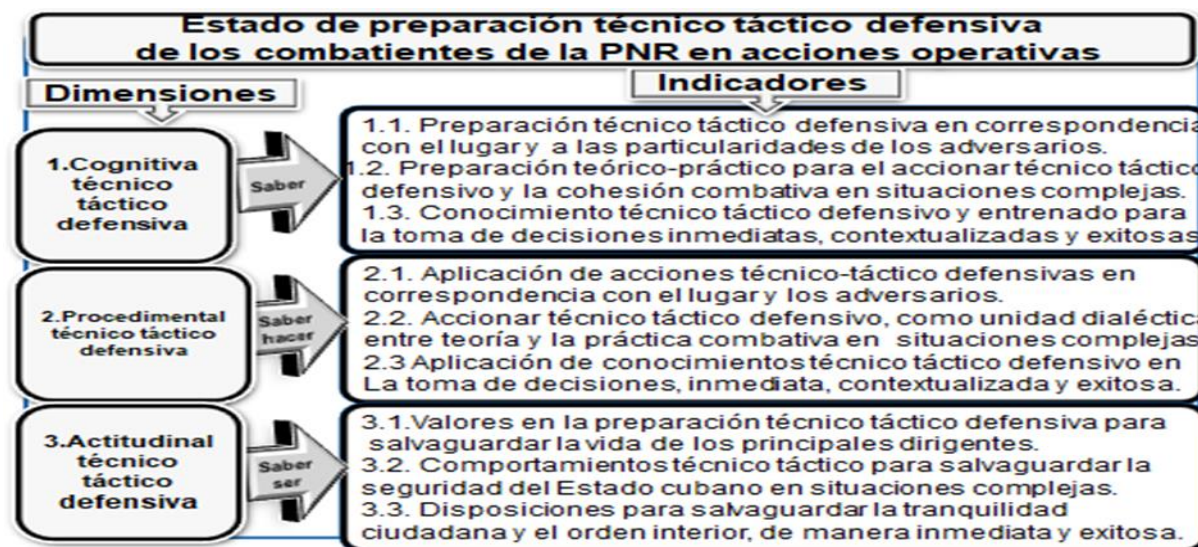 Estado de preparación técnico táctico defensiva
de los combatientes de la PNR en acciones operativas
Dimensiones
Indicadores
1.Cognitiva
técnico
táctico
defensiva
Saber
1.1. Preparación técnico táctico defensiva en correspondencia
con el lugar y a las particularidades de los adversarios.
1.2. Preparación teórico-práctico para el accionar técnico táctico
defensivo y la cohesión combativa en situaciones complejas.
1.3. Conocimiento técnico táctico defensivo y entrenado para
la toma de decisiones inmediatas, contextualizadas y exitosas
2.Procedimental
técnico táctico
defensiva
Saber
hacer
2.1. Aplicación de acciones técnico-táctico defensivas en
correspondencia con el lugar y los adversarios.
2.2. Accionar técnico táctico defensivo, como unidad dialéctica
entre teoría y la práctica combativa en situaciones complejas
2.3 Aplicación de conocimientos técnico táctico defensivo en
La toma de decisiones, inmediata, contextualizada y exitosa.
3.Actitudinal
técnico
táctico
defensiva
Saber
ser
3.1.Valores en la preparación técnico táctico defensiva para
salvaguardar la vida de los principales dirigentes.
3.2. Comportamientos técnico táctico para salvaguardar la
seguridad del Estado cubano en situaciones complejas.
3.3. Disposiciones para salvaguardar la tranquilidad
ciudadana y el orden interior, de manera inmediata y exitosa.